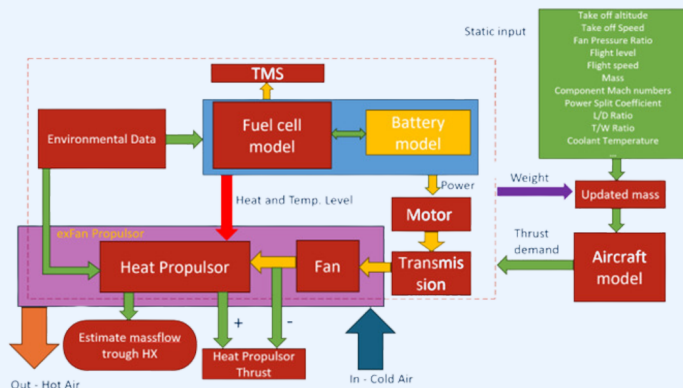 Static input
Take off altitude
Take off Speed
Fan Pressure Ratio
Flight level
Flight speed
Mass
Component Mach numbers
Power Split Coefficient
L/D Ratio
T/W Ratio
Coolant Temperature
...
TMS
Environmental Data
Fuel cell
model
Battery
model
Power
Heat and Temp. Level
Weight
Updated mass
Motor
exFan Propulsor
Heat Propulsor
Fan
Transmis
sion
Thrust
demand
Aircraft
model
+
-
Estimate massflow
trough HX
Heat Propulsor
Thrust
Out - Hot Air
In - Cold Air